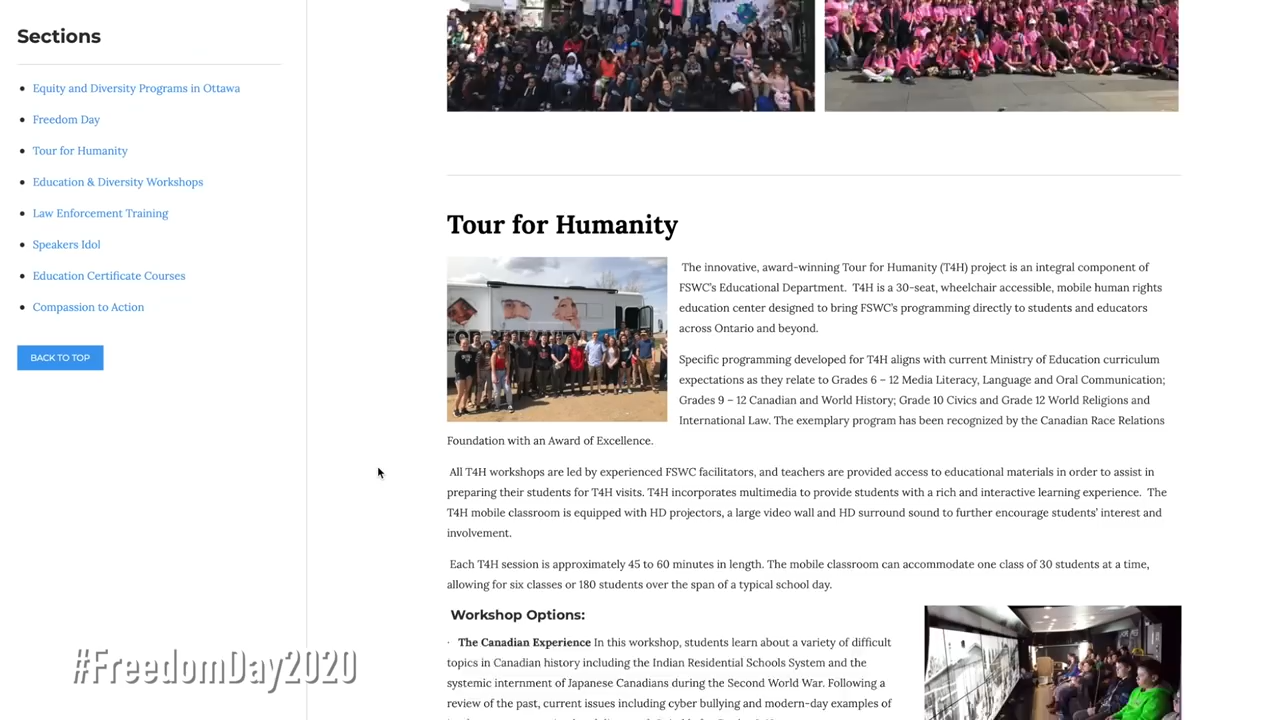 Sections
Equity and Diversity Programs in Ottawa
Freedom Day
Tour for Humanity
Education & Diversity Workshops
Law Enforcement Training
Speakers Idol
Education Certificate Courses
Compassion to Action
BACK TO TOP
Tour for Humanity
The innovative, award-winning Tour for Humanity (T4H) project is an integral component of
FSWC's Educational Department. T4H is a 30-seat, wheelchair accessible, mobile human rights
education center designed to bring FSWC's programming directly to students and educators
across Ontario and beyond.
Specific programming developed for T4H aligns with current Ministry of Education curriculum
expectations as they relate to Grades 6 – 12 Media Literacy, Language and Oral Communication;
Grades 9 – 12 Canadian and World History; Grade 10 Civics and Grade 12 World Religions and
International Law. The exemplary program has been recognized by the Canadian Race Relations
Foundation with an Award of Excellence.
All T4H workshops are led by experienced FSWC facilitators, and teachers are provided access to educational materials in order to assist in
preparing their students for T4H visits. T4H incorporates multimedia to provide students with a rich and interactive learning experience. The
T4H mobile classroom is equipped with HD projectors, a large video wall and HD surround sound to further encourage students' interest and
involvement.
Each T4H session is approximately 45 to 60 minutes in length. The mobile classroom can accommodate one class of 30 students at a time,
allowing for six classes or 180 students over the span of a typical school day.
Workshop Options:
· The Canadian Experience In this workshop, students learn about a variety of difficult
topics in Canadian history including the Indian Residential Schools System and the
systemic internment of Japanese Canadians during the Second World War. Following a
review of the past, current issues including cyber bullying and modern-day examples of
#FreedomDay2020